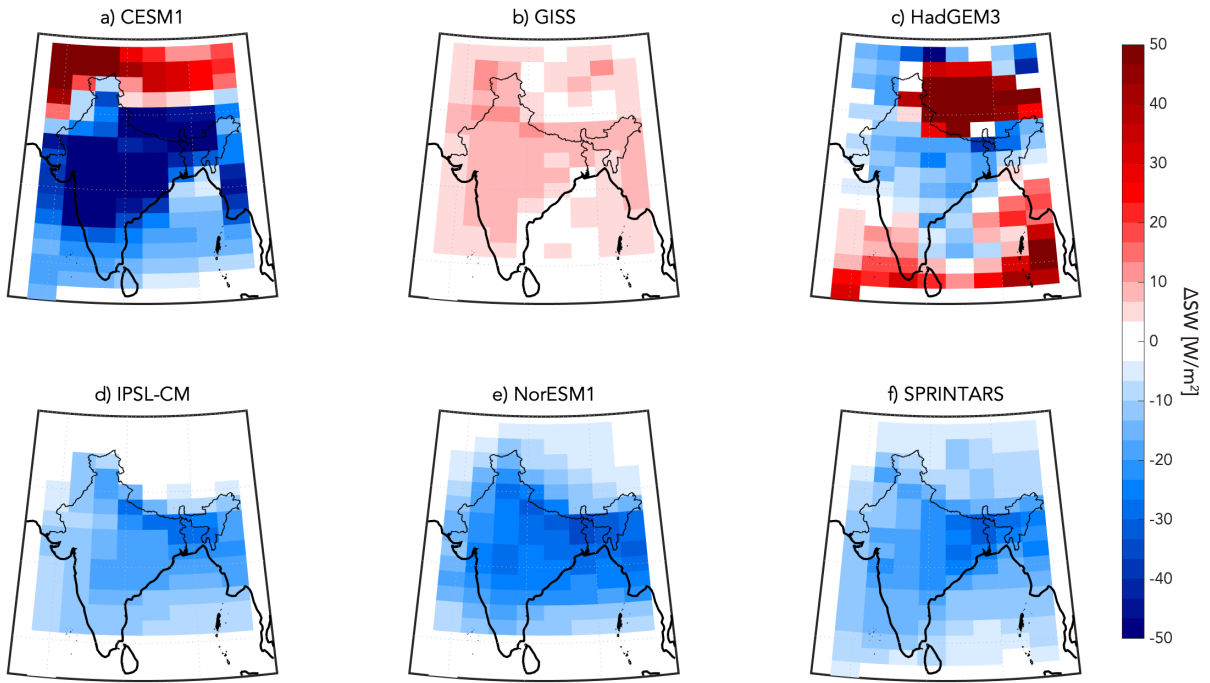 a) CESM1
b) GISS
c) HadGEM3
50
40
30
20
10
0
-10
-20
-30
-40
-50
ΔSW [W/m²]
d) IPSL-CM
e) NorESM1
f) SPRINTARS